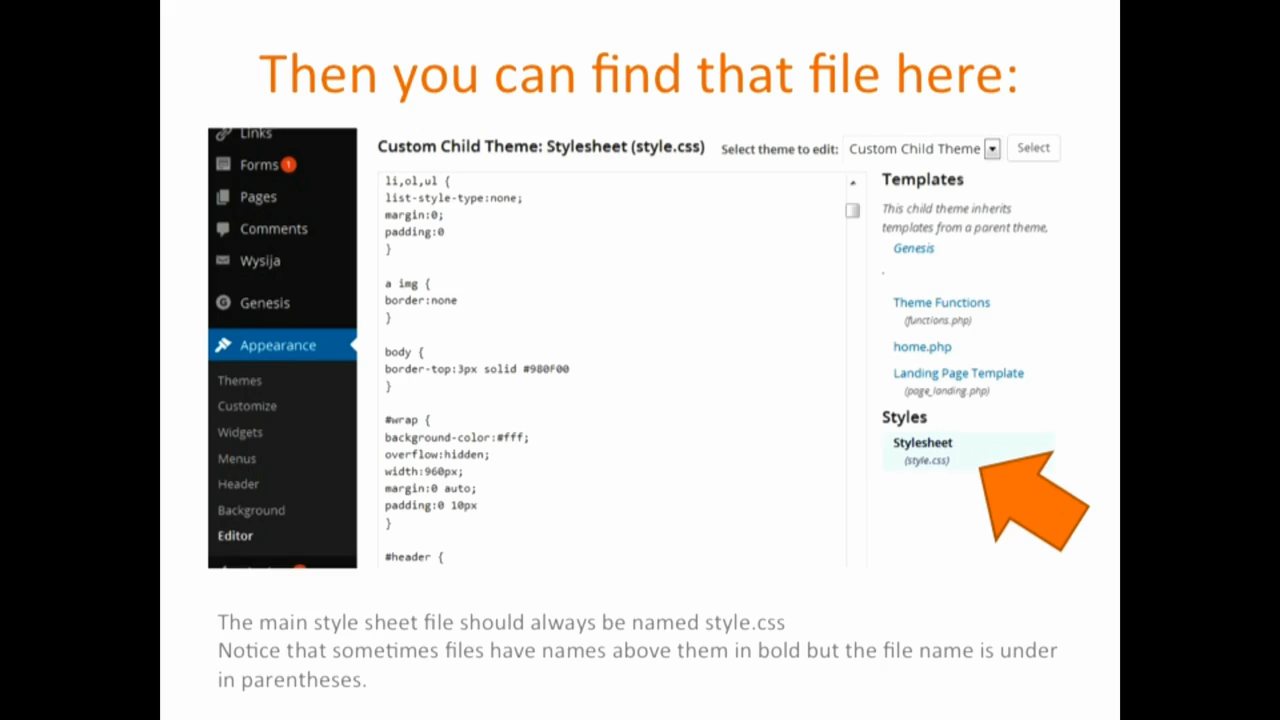 Then you can find that file here:
Links
Forms 1
Pages
Comments
Wysija
Genesis
Appearance
Themes
Customize
Widgets
Menus
Header
Background
Editor
Custom Child Theme: Stylesheet (style.css)
Select theme to edit: Custom Child Theme Select
li,ol,ul {
list-style-type:none;
margin:0;
padding:0
}
a img {
border:none
}
body {
border-top:3px solid #980F00
}
#wrap {
background-color:#fff;
overflow:hidden;
width:960px;
margin:0 auto;
padding:0 10px
}
#header {
Templates
This child theme inherits
templates from a parent theme,
Genesis
.
Theme Functions
(functions.php)
home.php
Landing Page Template
(page_landing.php)
Styles
Stylesheet
(style.css)
The main style sheet file should always be named style.css
Notice that sometimes files have names above them in bold but the file name is under
in parentheses.